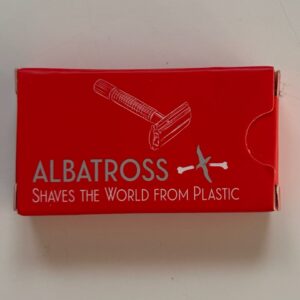 ALBATROSS
SHAVES THE WORLD FROM PLASTIC